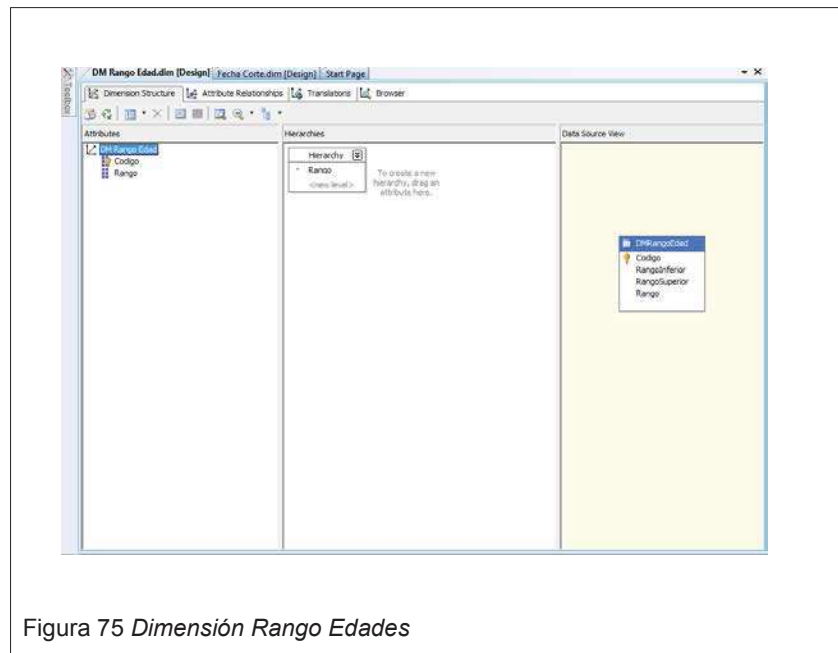 DM Rango Edad.dim [Design] Fecha Corte.dim [Design] Start Page
Toolbox
Dimension Structure Attribute Relationships Translations Browser
Attributes
DM Rango Edad
Codigo
Rango
Hierarchies
Hierarchy
Rango
<new level>
To create a new
hierarchy, drag an
attribute here.
Data Source View
DMRangoEdad
Codigo
RangoInferior
RangoSuperior
Rango
Figura 75 Dimensión Rango Edades